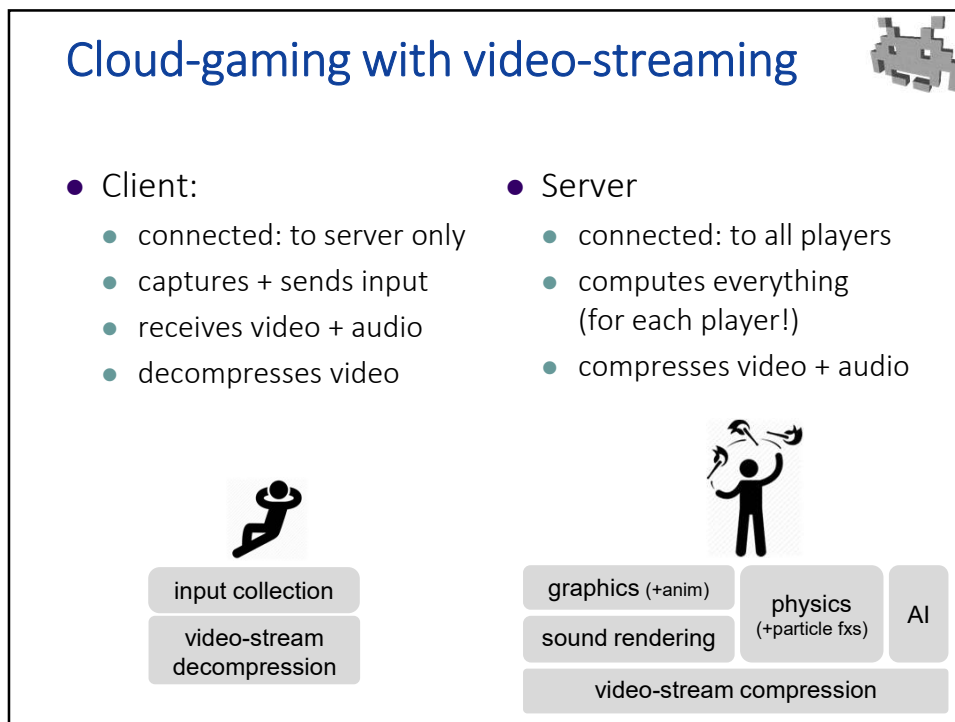 Cloud-gaming with video-streaming
Client:
connected: to server only
captures + sends input
receives video + audio
decompresses video
Server
connected: to all players
computes everything
(for each player!)
compresses video + audio
input collection
video-stream
decompression
graphics (+anim)
sound rendering
physics
(+particle fxs)
AI
video-stream compression